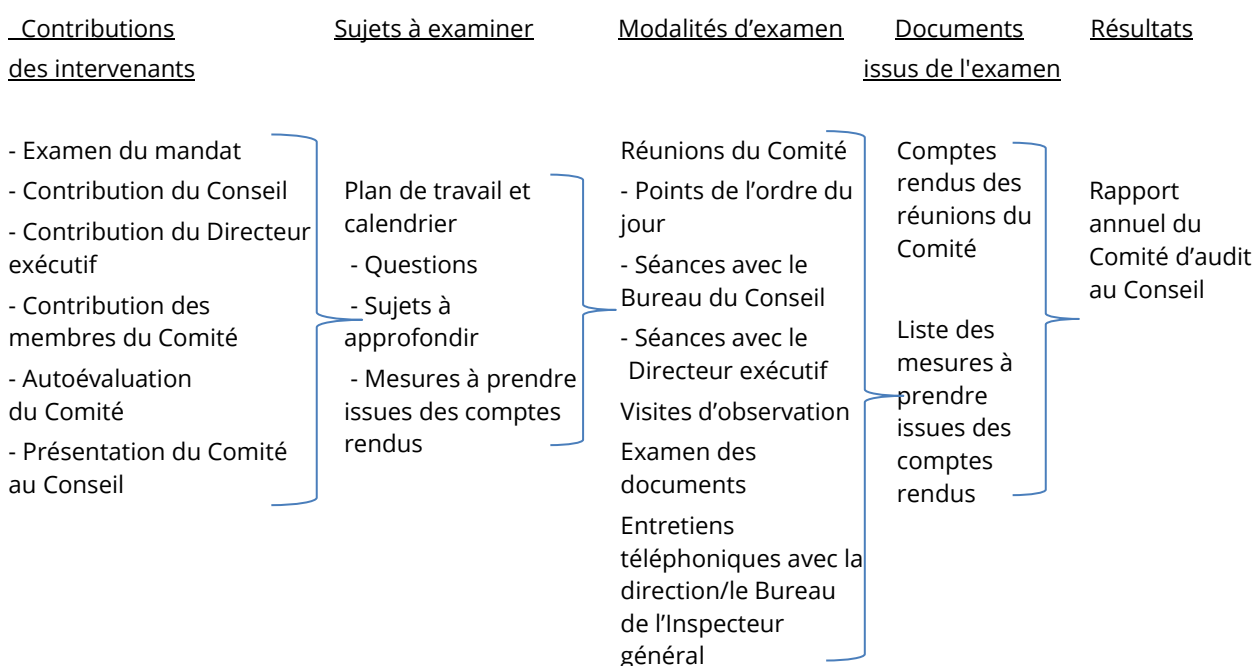 Contributions
des intervenants
Sujets à examiner
Modalités d’examen
Documents
issus de l'examen
Résultats
- Examen du mandat
- Contribution du Conseil
- Contribution du Directeur
exécutif
- Contribution des
membres du Comité
- Autoévaluation
du Comité
- Présentation du Comité
au Conseil
Plan de travail et
calendrier
- Questions
- Sujets à
approfondir
- Mesures à prendre
issues des comptes
rendus
Réunions du Comité
- Points de l’ordre du
jour
- Séances avec le
Bureau du Conseil
- Séances avec le
Directeur exécutif
Visites d’observation
Examen des
documents
Entretiens
téléphoniques avec la
direction/le Bureau
de l’Inspecteur
général
Comptes
rendus des
réunions du
Comité
Liste des
mesures à
prendre
issues des
comptes
rendus
Rapport
annuel du
Comité d’audit
au Conseil